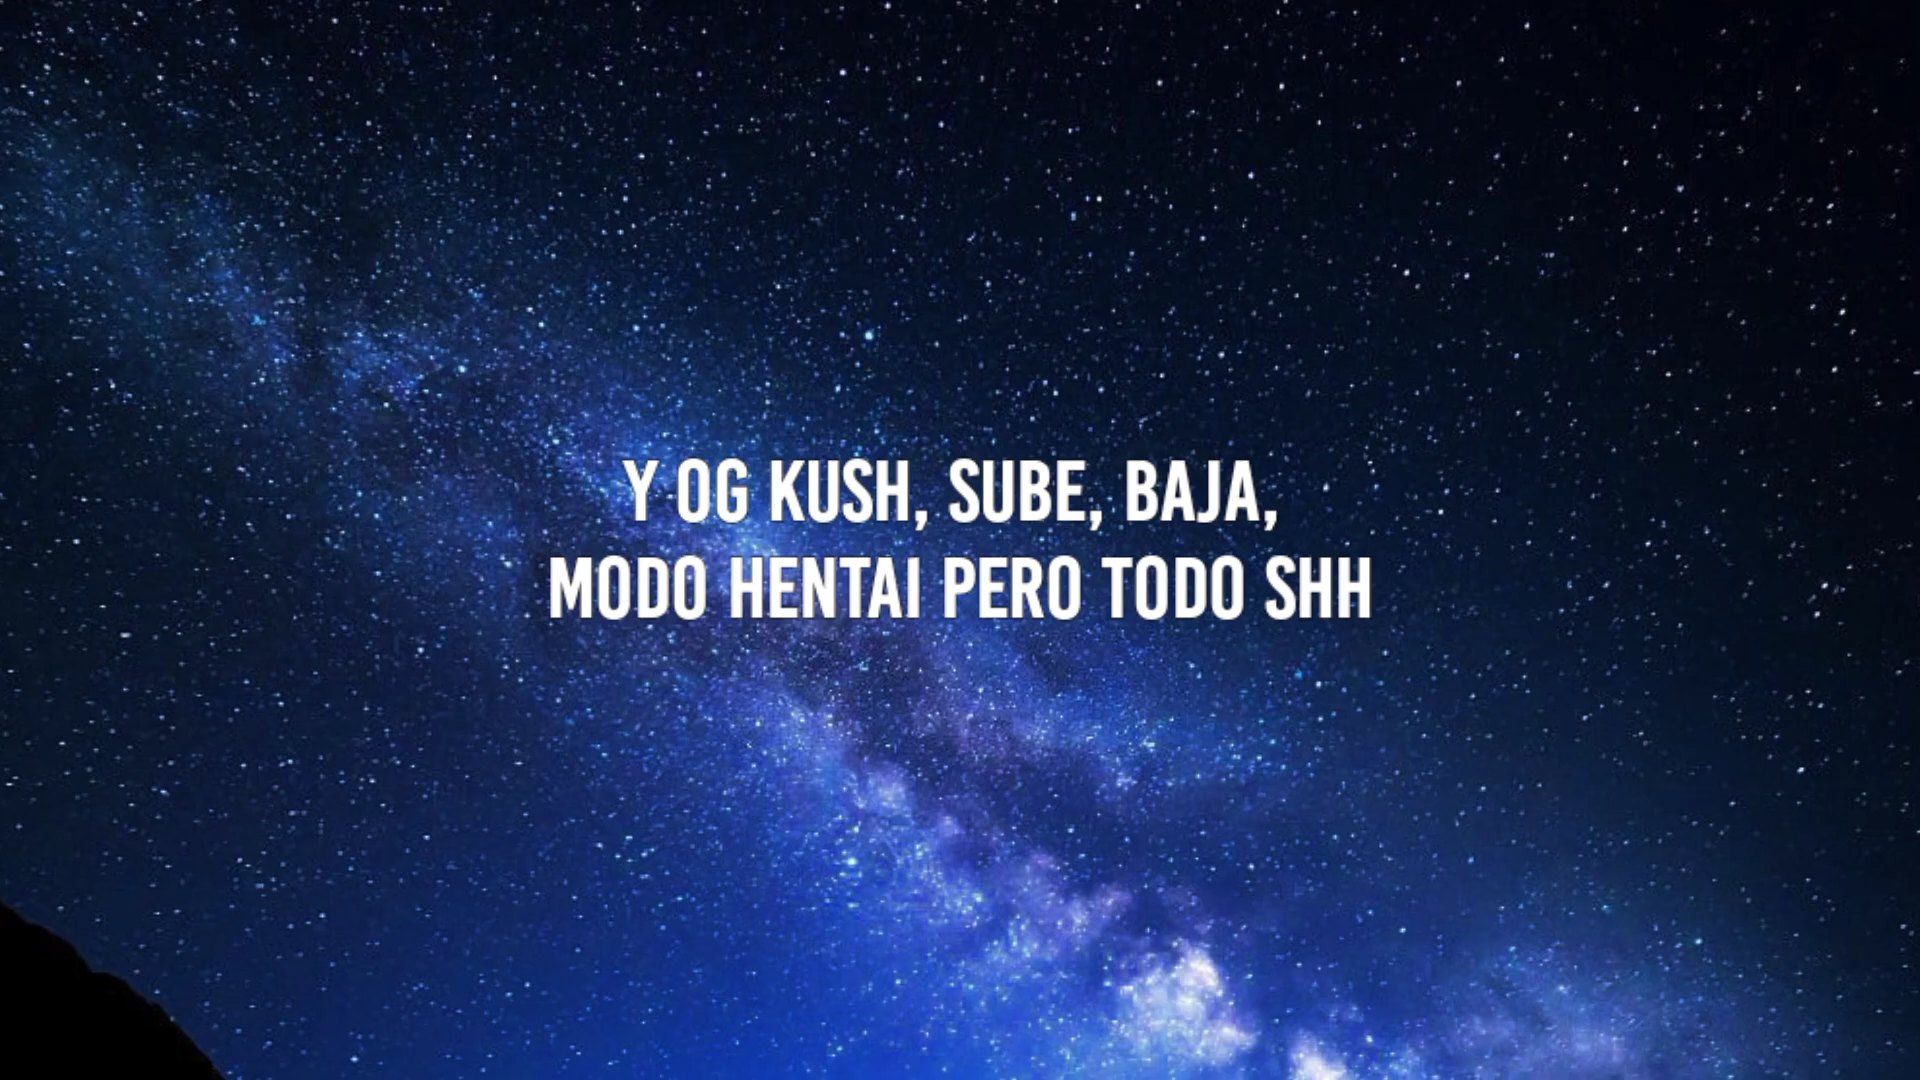 Y OG KUSH, SUBE, BAJA,
MODO HENTAI PERO TODO SHH